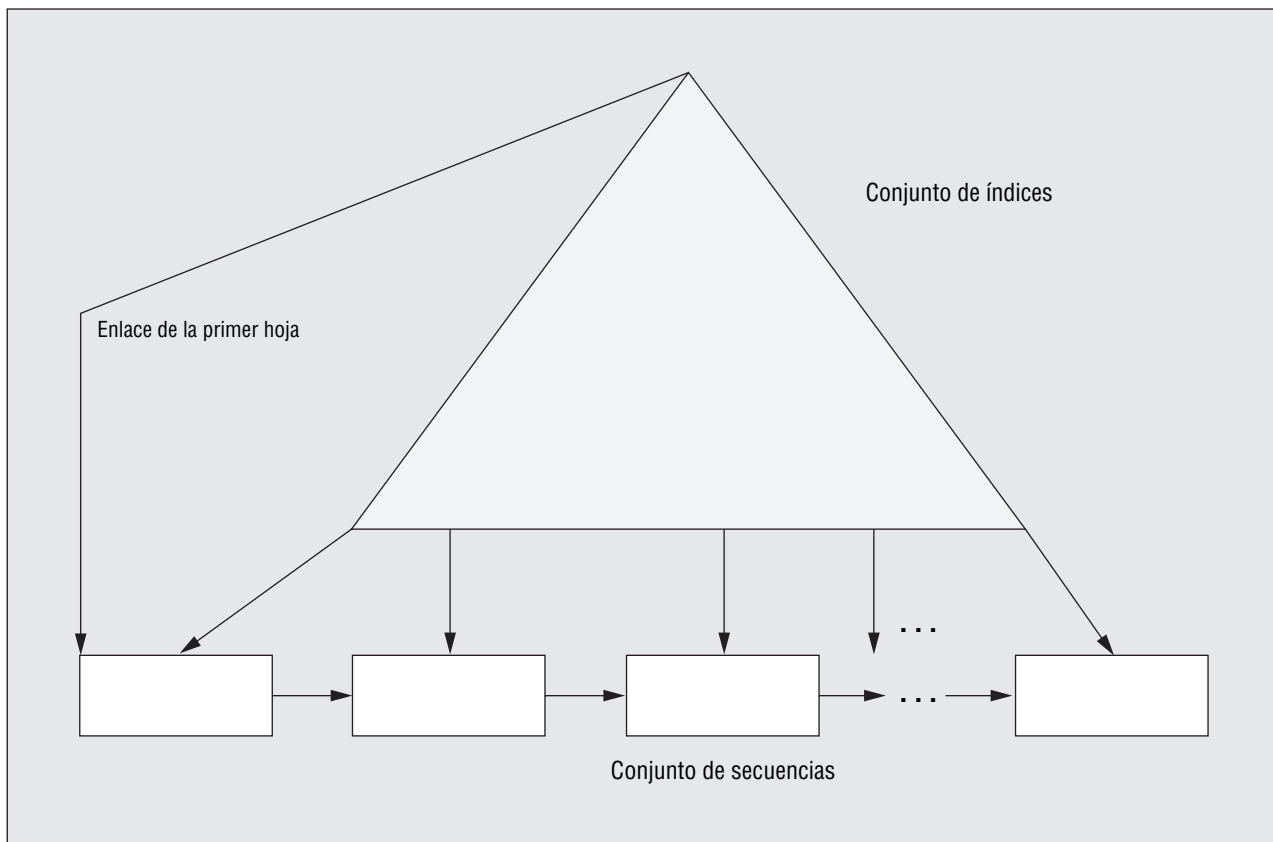 Conjunto de índices
Enlace de la primer hoja
...
...
Conjunto de secuencias